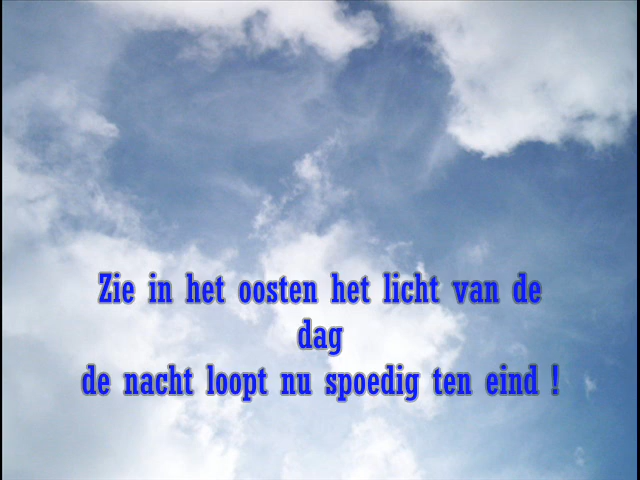 Zie in het oosten het licht van de
dag
de nacht loopt nu spoedig ten eind !